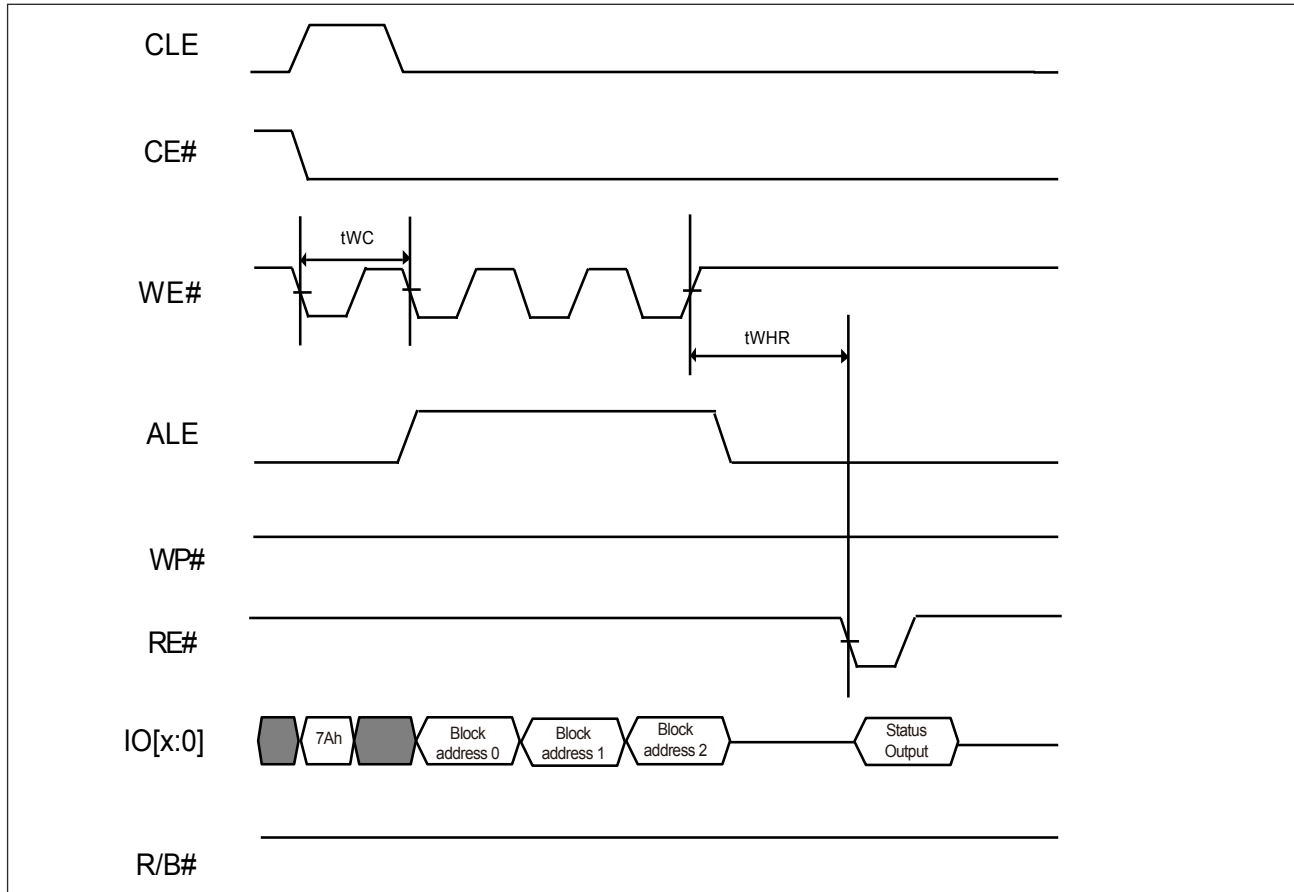 CLE
CE#
tWC
WE#
tWHR
ALE
WP#
RE#
IO[x:0]
7Ah
Block
address 0
Block
address 1
Block
address 2
Status
Output
R/B#